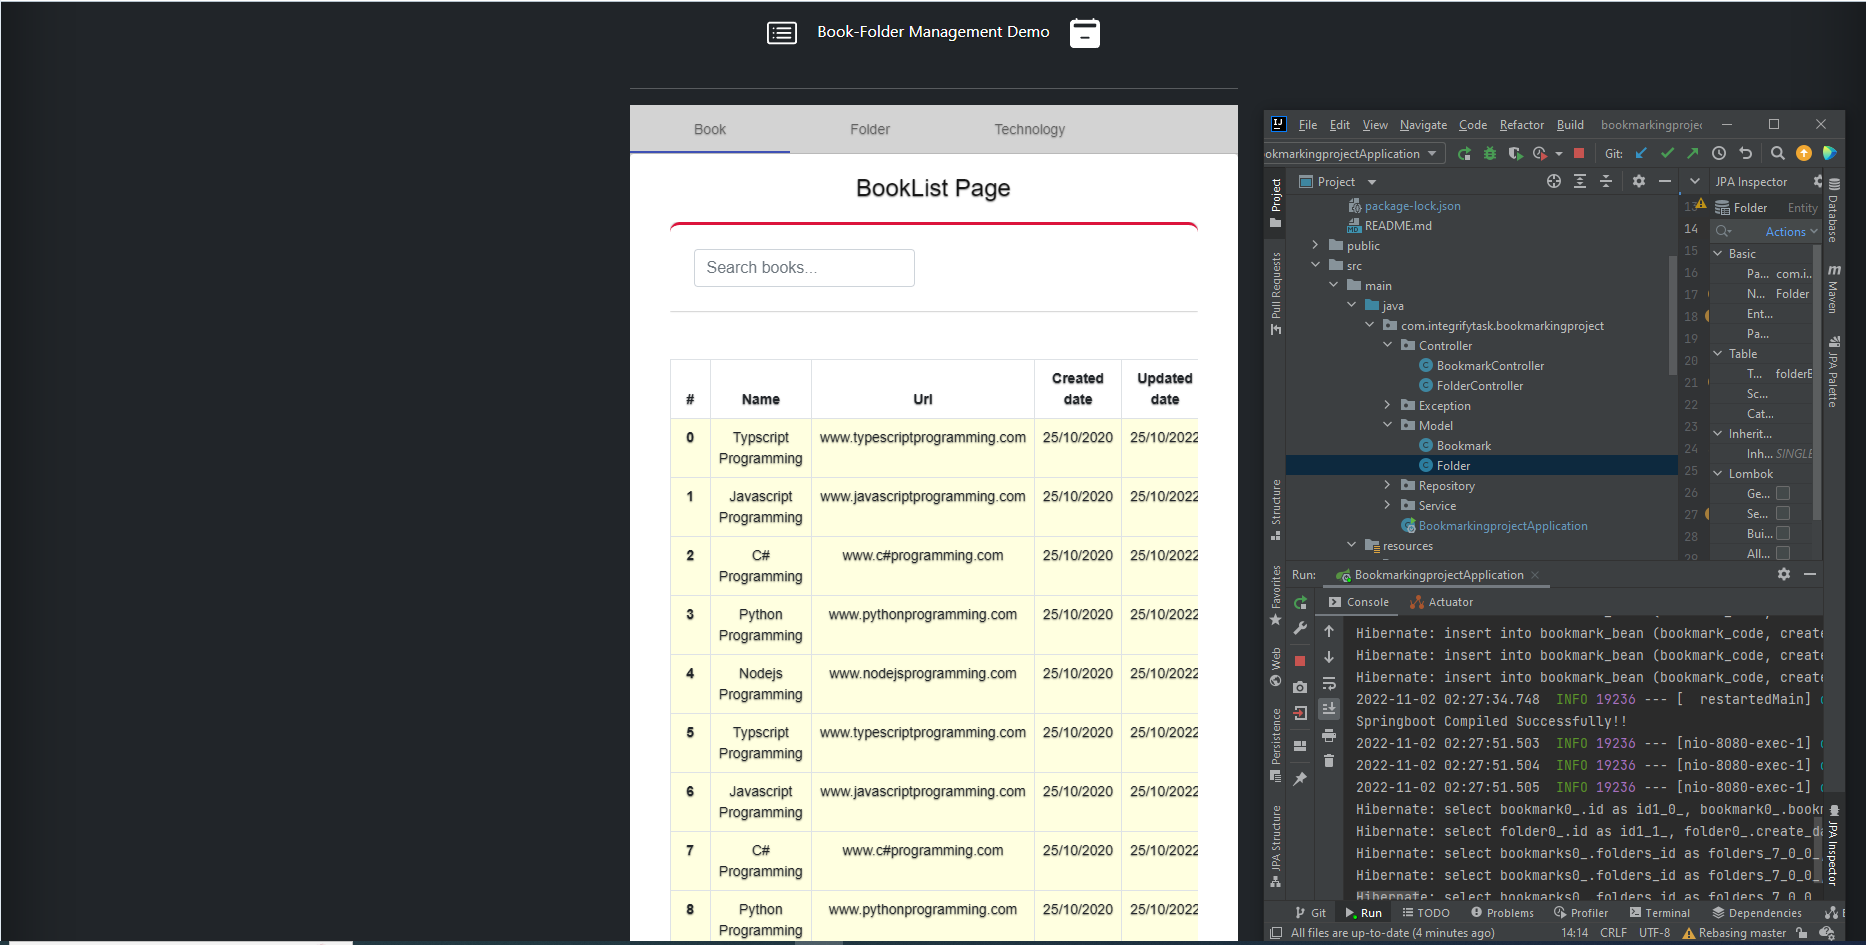 Book-Folder Management Demo
Book Folder Technology
BookList Page
Search books...
# Name Url Created date Updated date
0 Typscript Programming www.typescriptprogramming.com 25/10/2020 25/10/2022
1 Javascript Programming www.javascriptprogramming.com 25/10/2020 25/10/2022
2 C# Programming www.c#programming.com 25/10/2020 25/10/2022
3 Python Programming www.pythonprogramming.com 25/10/2020 25/10/2022
4 Nodejs Programming www.nodejsprogramming.com 25/10/2020 25/10/2022
5 Typscript Programming www.typescriptprogramming.com 25/10/2020 25/10/2022
6 Javascript Programming www.javascriptprogramming.com 25/10/2020 25/10/2022
7 C# Programming www.c#programming.com 25/10/2020 25/10/2022
8 Python Programming www.pythonprogramming.com 25/10/2020 25/10/2022
IJ File Edit View Navigate Code Refactor Build bookmarkingprojec
ookmarkingprojectApplication Git:
Project
package-lock.json
README.md
public
src
main
java
com.integrifytask.bookmarkingproject
Controller
BookmarkController
FolderController
Exception
Model
Bookmark
Folder
Repository
Service
BookmarkingprojectApplication
resources
13
14
15
16
17
18
19
20
21
22
23
24
25
26
27
28
29
JPA Inspector
Folder Entity
Actions
Basic
Pa... com.i...
N... Folder
Ent...
Pa...
Table
T... folderB
Sc...
Cat...
Inherit...
Inh... SINGLE
Lombok
Ge...
Se...
Bui...
All...
Project
Pull Requests
Structure
Favorites
Web
Persistence
JPA Structure
Database
Maven
JPA Palette
JPA Inspector
Run: BookmarkingprojectApplication
Console Actuator
Hibernate: insert into bookmark_bean (bookmark_code, create
Hibernate: insert into bookmark_bean (bookmark_code, create
Hibernate: insert into bookmark_bean (bookmark_code, create
2022-11-02 02:27:34.748 INFO 19236 --- [ restartedMain]
Springboot Compiled Successfully!!
2022-11-02 02:27:51.503 INFO 19236 --- [nio-8080-exec-1]
2022-11-02 02:27:51.504 INFO 19236 --- [nio-8080-exec-1]
2022-11-02 02:27:51.505 INFO 19236 --- [nio-8080-exec-1]
Hibernate: select bookmark0_.id as id1_0_, bookmark0_.book
Hibernate: select folder0_.id as id1_1_, folder0_.create_da
Hibernate: select bookmarks0_.folders_id as folders_7_0_0_
Hibernate: select bookmarks0_.folders_id as folders_7_0_0_
Hibernate: select bookmarks0_.folders_id as folders_7_0_0_
Git Run TODO Problems Profiler Terminal Dependencies
All files are up-to-date (4 minutes ago) 14:14 CRLF UTF-8 Rebasing master